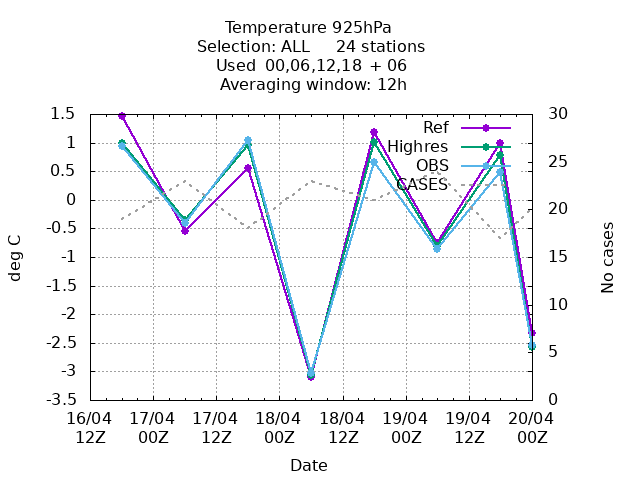 Temperature 925hPa
Selection: ALL 24 stations
Used 00,06,12,18 + 06
Averaging window: 12h
1.5
1
0.5
0
-0.5
-1
-1.5
-2
-2.5
-3
-3.5
deg C
30
25
20
15
10
5
0
No cases
Ref
Highres
OBS
CASES
16/04 17/04 17/04 18/04 18/04 19/04 19/04 20/04
12Z 00Z 12Z 00Z 12Z 00Z 12Z 00Z
Date